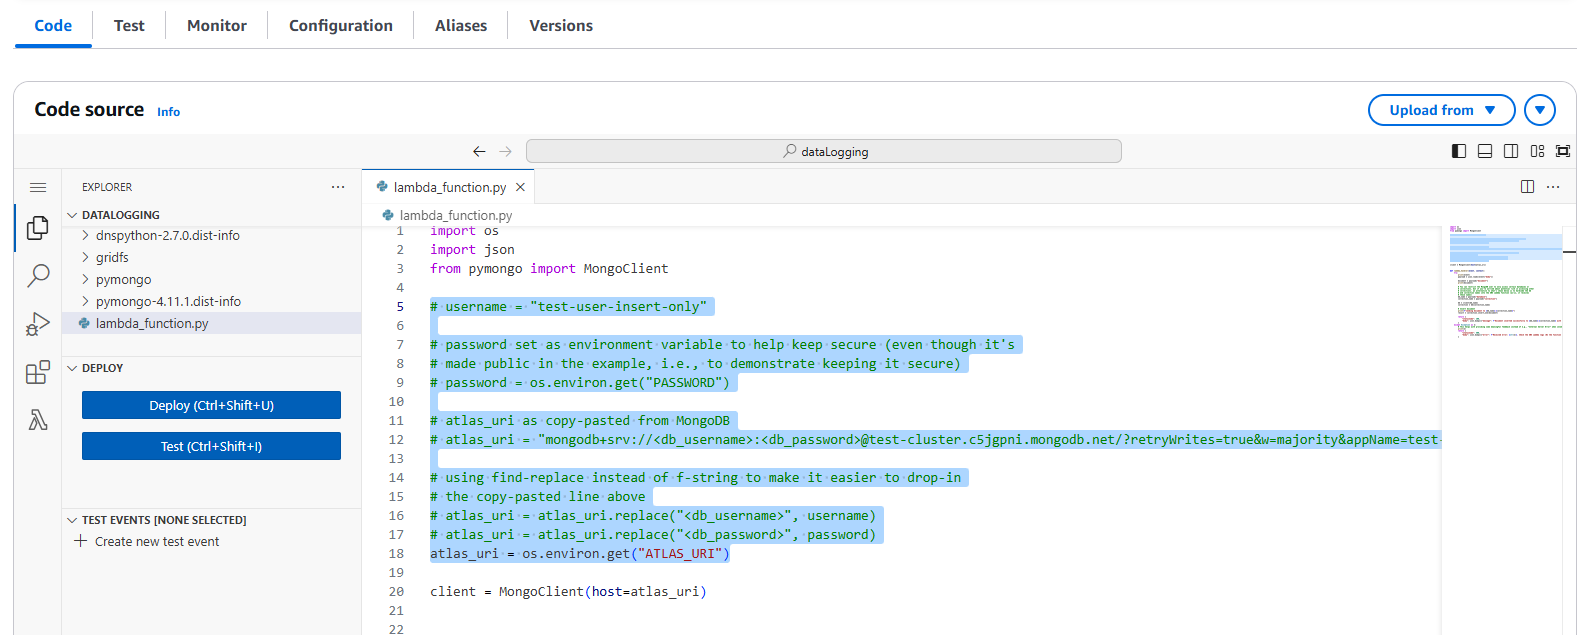 Code Test Monitor Configuration Aliases Versions
Code source Info
Upload from
dataLogging
EXPLORER
DATALOGGING
dnspython-2.7.0.dist-info
gridfs
pymongo
pymongo-4.11.1.dist-info
lambda_function.py
DEPLOY
Deploy (Ctrl+Shift+U)
Test (Ctrl+Shift+I)
TEST EVENTS [NONE SELECTED]
Create new test event
lambda_function.py
lambda_function.py
1 import os
2 import json
3 from pymongo import MongoClient
4
5 # username = "test-user-insert-only"
6
7 # password set as environment variable to help keep secure (even though it's
8 # made public in the example, i.e., to demonstrate keeping it secure)
9 # password = os.environ.get("PASSWORD")
10
11 # atlas_uri as copy-pasted from MongoDB
12 # atlas_uri = "mongodb+srv://<db_username>:<db_password>@test-cluster.c5jgpni.mongodb.net/?retryWrites=true&w=majority&appName=test-
13
14 # using find-replace instead of f-string to make it easier to drop-in
15 # the copy-pasted line above
16 # atlas_uri = atlas_uri.replace("<db_username>", username)
17 # atlas_uri = atlas_uri.replace("<db_password>", password)
18 atlas_uri = os.environ.get("ATLAS_URI")
19
20 client = MongoClient(host=atlas_uri)
21
22